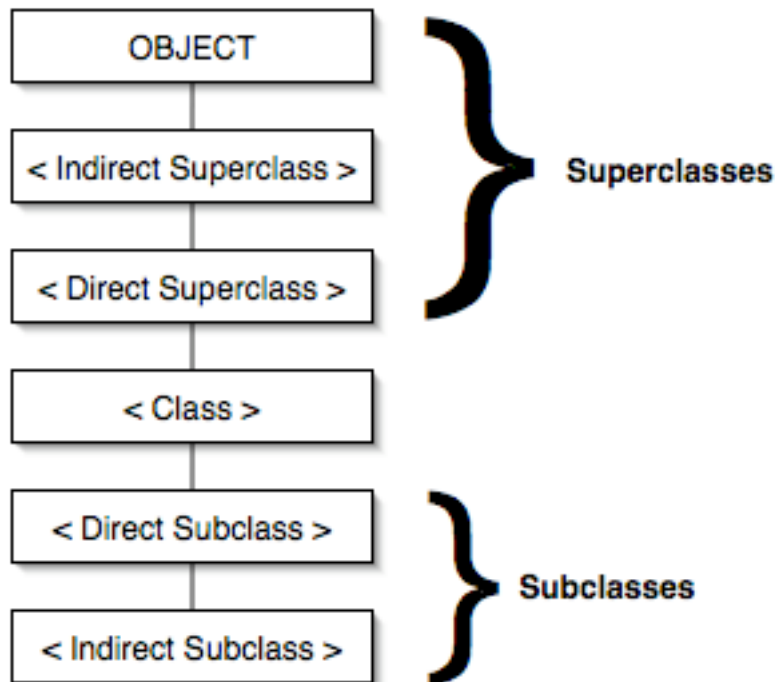 OBJECT
< Indirect Superclass >
Superclasses
< Direct Superclass >
< Class >
< Direct Subclass >
Subclasses
< Indirect Subclass >